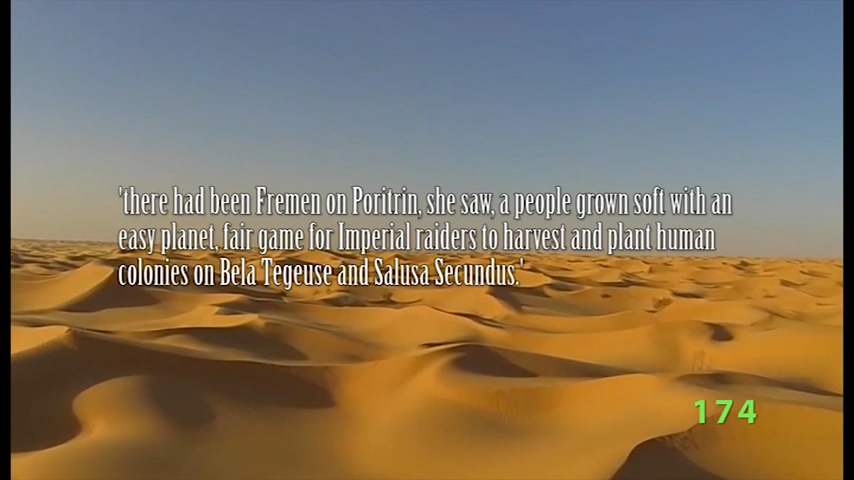 'there had been Fremen on Poritrin, she saw, a people grown soft with an
easy planet, fair game for Imperial raiders to harvest and plant human
colonies on Bela Tegeuse and Salusa Secundus.'
174